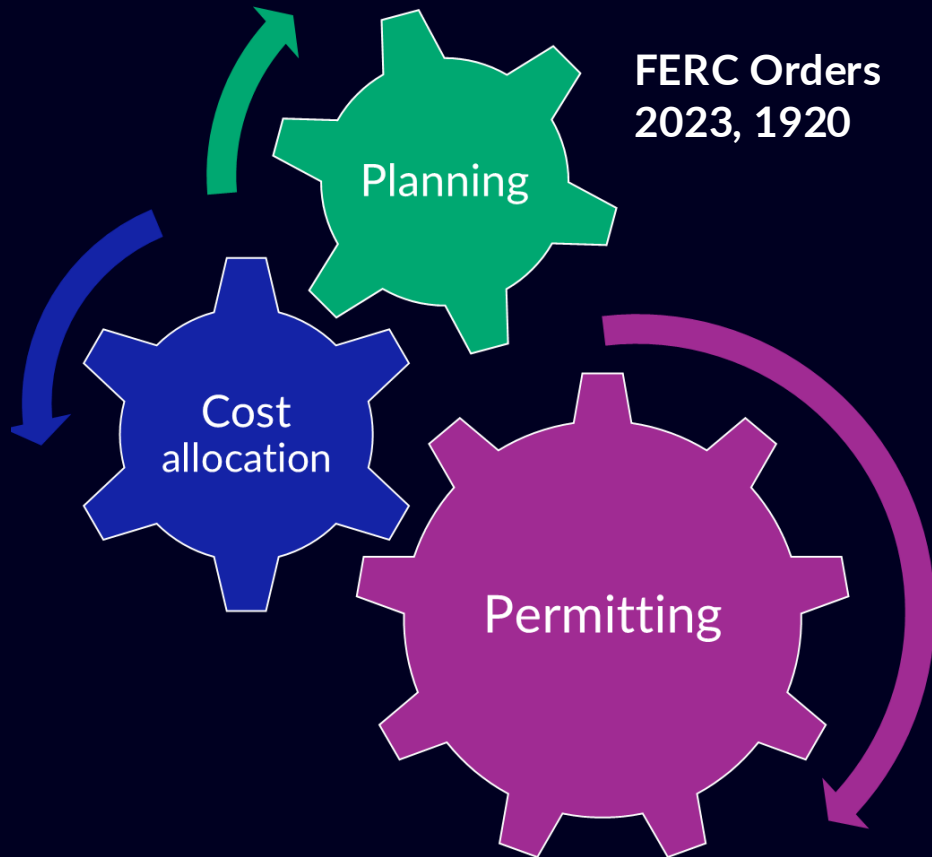 FERC Orders
2023, 1920
Planning
Cost
allocation
Permitting